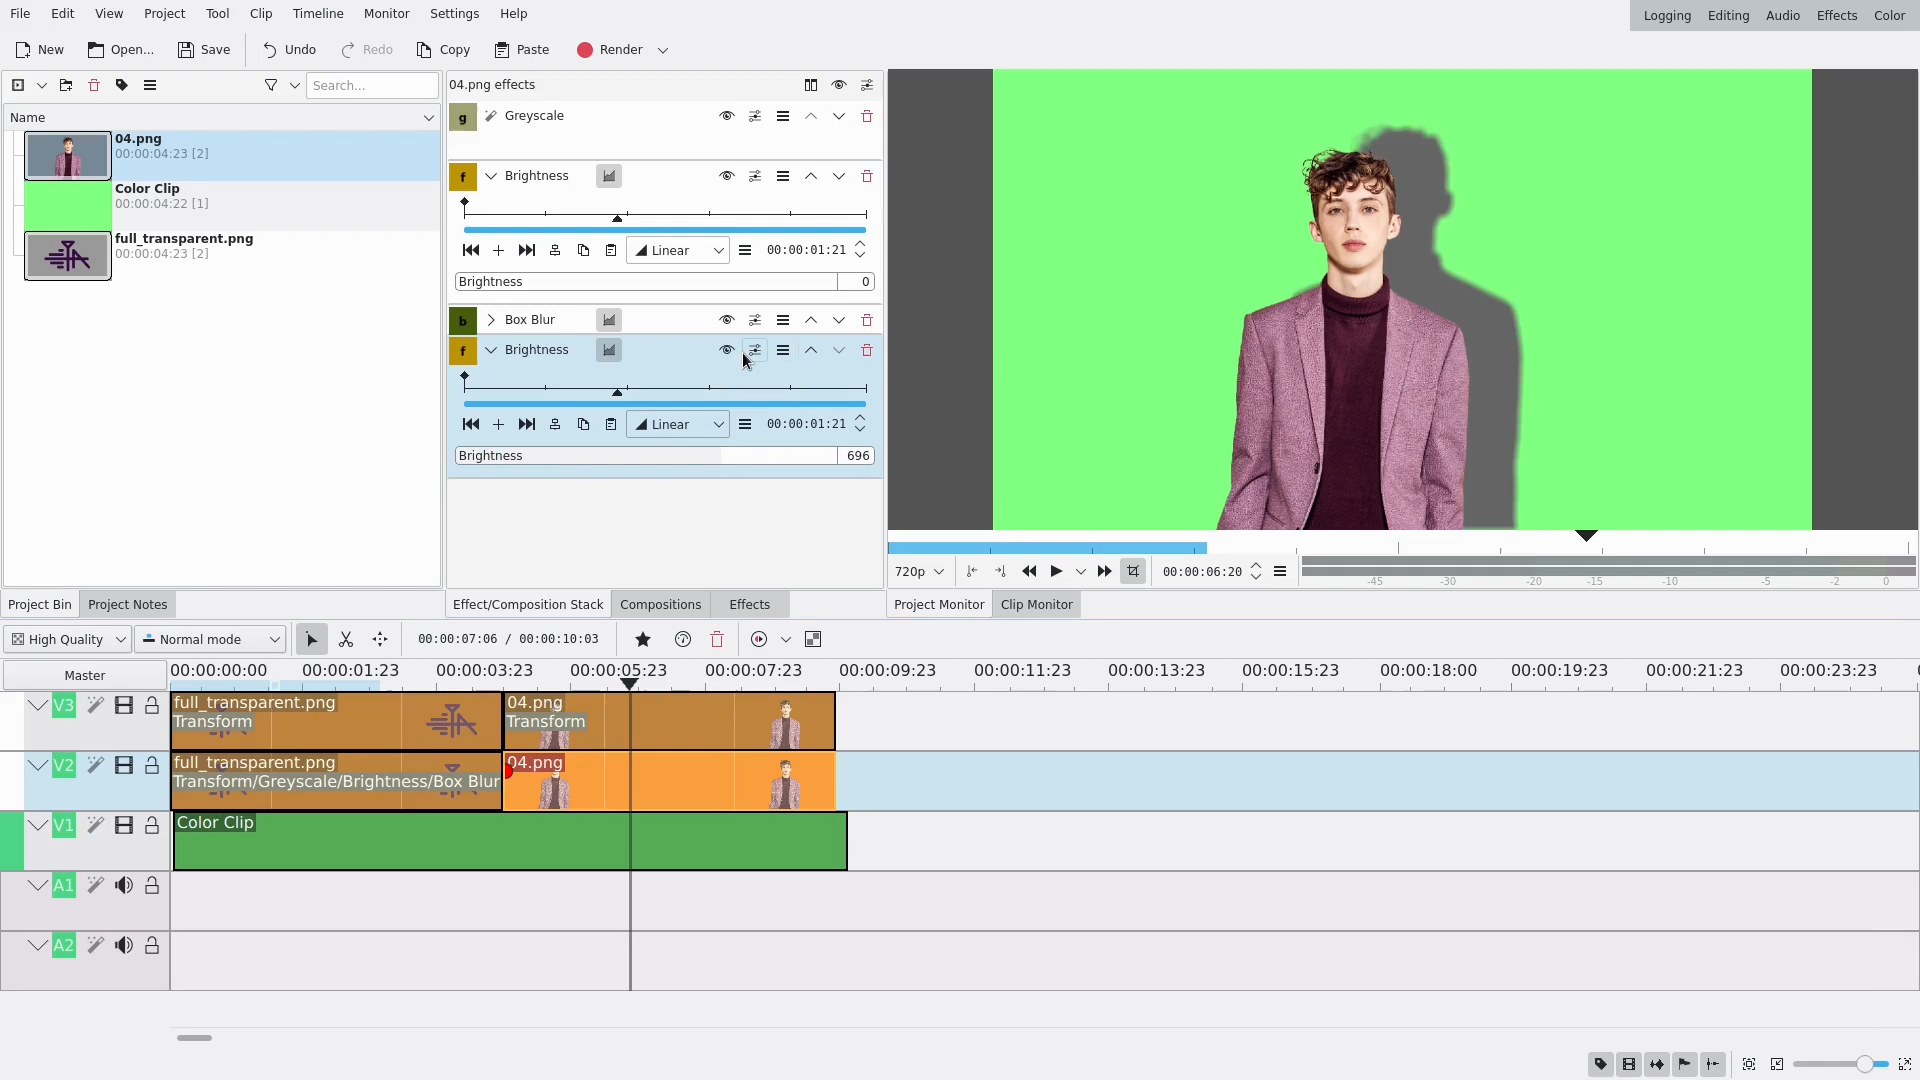 File Edit View Project Tool Clip Timeline Monitor Settings Help
Logging Editing Audio Effects Color
New Open... Save Undo Redo Copy Paste Render
Search...
Name
04.png
00:00:04:23 [2]
Color Clip
00:00:04:22 [1]
full_transparent.png
00:00:04:23 [2]
Project Bin Project Notes
04.png effects
g Greyscale
f Brightness
Linear 00:00:01:21
Brightness 0
b Box Blur
f Brightness
Linear 00:00:01:21
Brightness 696
Effect/Composition Stack Compositions Effects
720p 00:00:06:20
-45 -30 -20 -15 -10 -5 -2 0
Project Monitor Clip Monitor
High Quality Normal mode 00:00:07:06 / 00:00:10:03
Master 00:00:00:00 00:00:01:23 00:00:03:23 00:00:05:23 00:00:07:23 00:00:09:23 00:00:11:23 00:00:13:23 00:00:15:23 00:00:18:00 00:00:19:23 00:00:21:23 00:00:23:23
V3 full_transparent.png 04.png
Transform Transform
V2 full_transparent.png 04.png
Transform/Greyscale/Brightness/Box Blur
V1 Color Clip
A1
A2